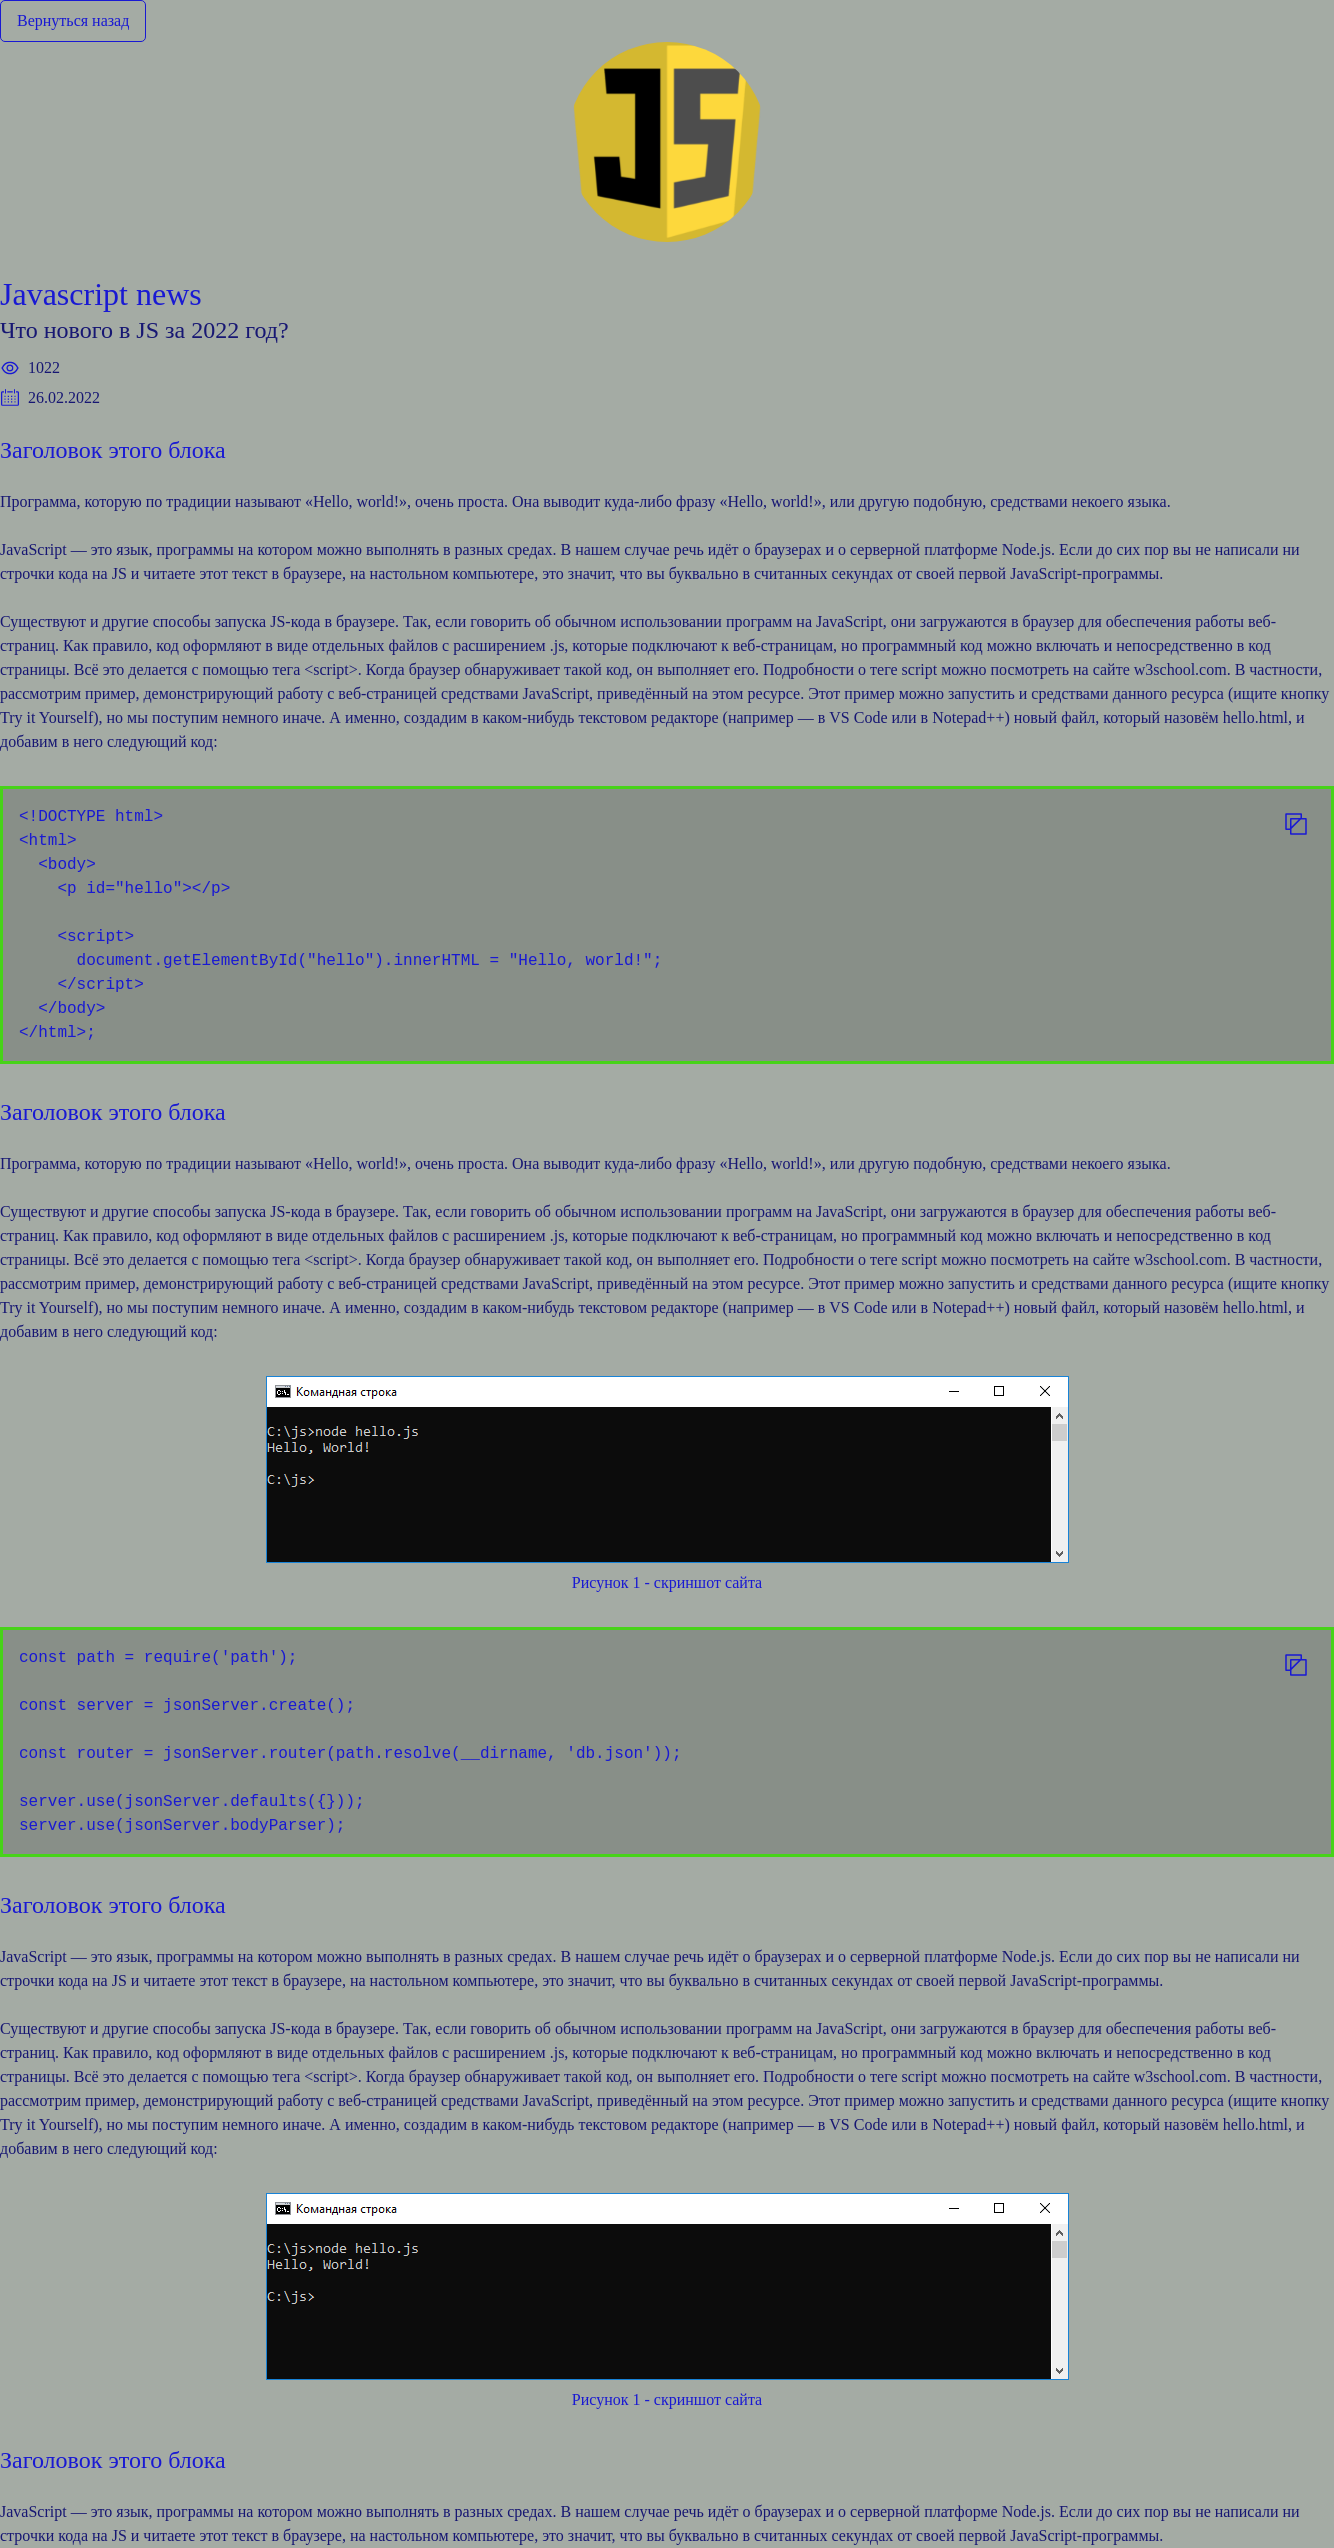 Вернуться назад
JS
Javascript news
Что нового в JS за 2022 год?
1022
26.02.2022
Заголовок этого блока
Программа, которую по традиции называют «Hello, world!», очень проста. Она выводит куда-либо фразу «Hello, world!», или другую подобную, средствами некоего языка.
JavaScript — это язык, программы на котором можно выполнять в разных средах. В нашем случае речь идёт о браузерах и о серверной платформе Node.js. Если до сих пор вы не написали ни
строчки кода на JS и читаете этот текст в браузере, на настольном компьютере, это значит, что вы буквально в считанных секундах от своей первой JavaScript-программы.
Существуют и другие способы запуска JS-кода в браузере. Так, если говорить об обычном использовании программ на JavaScript, они загружаются в браузер для обеспечения работы веб-
страниц. Как правило, код оформляют в виде отдельных файлов с расширением .js, которые подключают к веб-страницам, но программный код можно включать и непосредственно в код
страницы. Всё это делается с помощью тега <script>. Когда браузер обнаруживает такой код, он выполняет его. Подробности о теге script можно посмотреть на сайте w3school.com. В частности,
рассмотрим пример, демонстрирующий работу с веб-страницей средствами JavaScript, приведённый на этом ресурсе. Этот пример можно запустить и средствами данного ресурса (ищите кнопку
Try it Yourself), но мы поступим немного иначе. А именно, создадим в каком-нибудь текстовом редакторе (например — в VS Code или в Notepad++) новый файл, который назовём hello.html, и
добавим в него следующий код:
<!DOCTYPE html>
<html>
  <body>
    <p id="hello"></p>
    <script>
      document.getElementById("hello").innerHTML = "Hello, world!";
    </script>
  </body>
</html>;
Заголовок этого блока
Программа, которую по традиции называют «Hello, world!», очень проста. Она выводит куда-либо фразу «Hello, world!», или другую подобную, средствами некоего языка.
Существуют и другие способы запуска JS-кода в браузере. Так, если говорить об обычном использовании программ на JavaScript, они загружаются в браузер для обеспечения работы веб-
страниц. Как правило, код оформляют в виде отдельных файлов с расширением .js, которые подключают к веб-страницам, но программный код можно включать и непосредственно в код
страницы. Всё это делается с помощью тега <script>. Когда браузер обнаруживает такой код, он выполняет его. Подробности о теге script можно посмотреть на сайте w3school.com. В частности,
рассмотрим пример, демонстрирующий работу с веб-страницей средствами JavaScript, приведённый на этом ресурсе. Этот пример можно запустить и средствами данного ресурса (ищите кнопку
Try it Yourself), но мы поступим немного иначе. А именно, создадим в каком-нибудь текстовом редакторе (например — в VS Code или в Notepad++) новый файл, который назовём hello.html, и
добавим в него следующий код:
Командная строка
C:\js>node hello.js
Hello, World!
C:\js>
Рисунок 1 - скриншот сайта
const path = require('path');
const server = jsonServer.create();
const router = jsonServer.router(path.resolve(__dirname, 'db.json'));
server.use(jsonServer.defaults({}));
server.use(jsonServer.bodyParser);
Заголовок этого блока
JavaScript — это язык, программы на котором можно выполнять в разных средах. В нашем случае речь идёт о браузерах и о серверной платформе Node.js. Если до сих пор вы не написали ни
строчки кода на JS и читаете этот текст в браузере, на настольном компьютере, это значит, что вы буквально в считанных секундах от своей первой JavaScript-программы.
Существуют и другие способы запуска JS-кода в браузере. Так, если говорить об обычном использовании программ на JavaScript, они загружаются в браузер для обеспечения работы веб-
страниц. Как правило, код оформляют в виде отдельных файлов с расширением .js, которые подключают к веб-страницам, но программный код можно включать и непосредственно в код
страницы. Всё это делается с помощью тега <script>. Когда браузер обнаруживает такой код, он выполняет его. Подробности о теге script можно посмотреть на сайте w3school.com. В частности,
рассмотрим пример, демонстрирующий работу с веб-страницей средствами JavaScript, приведённый на этом ресурсе. Этот пример можно запустить и средствами данного ресурса (ищите кнопку
Try it Yourself), но мы поступим немного иначе. А именно, создадим в каком-нибудь текстовом редакторе (например — в VS Code или в Notepad++) новый файл, который назовём hello.html, и
добавим в него следующий код:
Командная строка
C:\js>node hello.js
Hello, World!
C:\js>
Рисунок 1 - скриншот сайта
Заголовок этого блока
JavaScript — это язык, программы на котором можно выполнять в разных средах. В нашем случае речь идёт о браузерах и о серверной платформе Node.js. Если до сих пор вы не написали ни
строчки кода на JS и читаете этот текст в браузере, на настольном компьютере, это значит, что вы буквально в считанных секундах от своей первой JavaScript-программы.